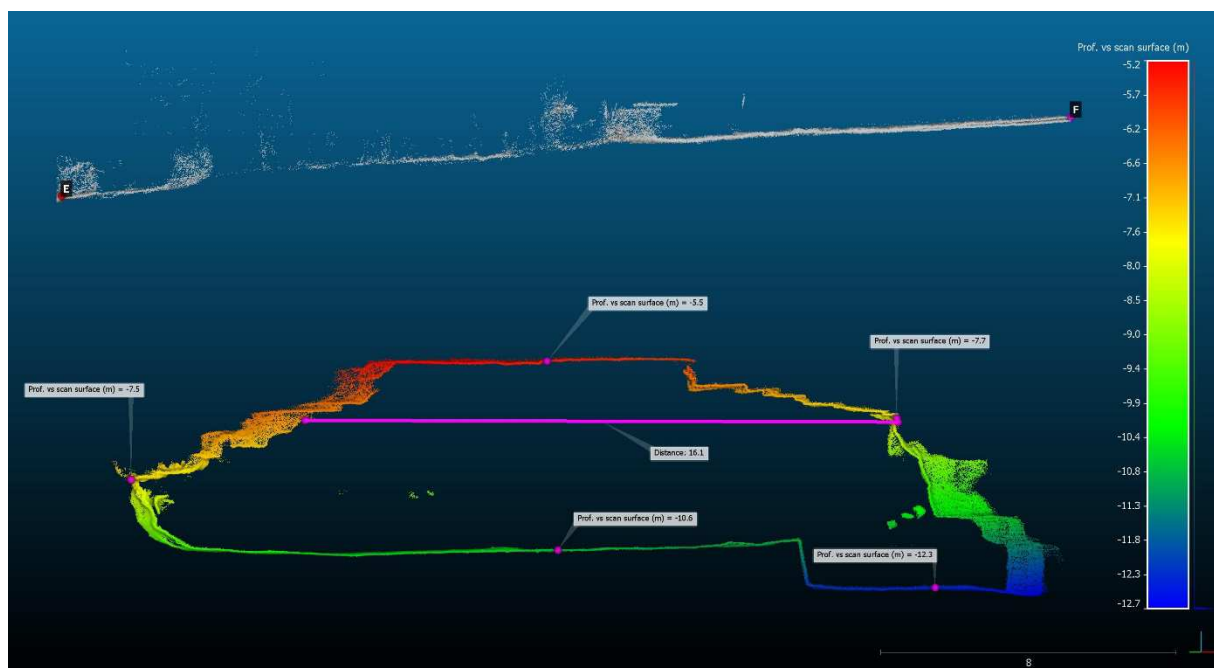 Prof. vs scan surface (m)
-5.2
-5.7
F
-6.2
-6.6
E
-7.1
-7.6
-8.0
-8.5
Prof. vs scan surface (m) = -5.5
-9.0
Prof. vs scan surface (m) = -7.7
-9.4
Prof. vs scan surface (m) = -7.5
-9.9
-10.4
Distance: 16.1
-10.8
-11.3
Prof. vs scan surface (m) = -10.6
-11.8
Prof. vs scan surface (m) = -12.3
-12.3
-12.7
8